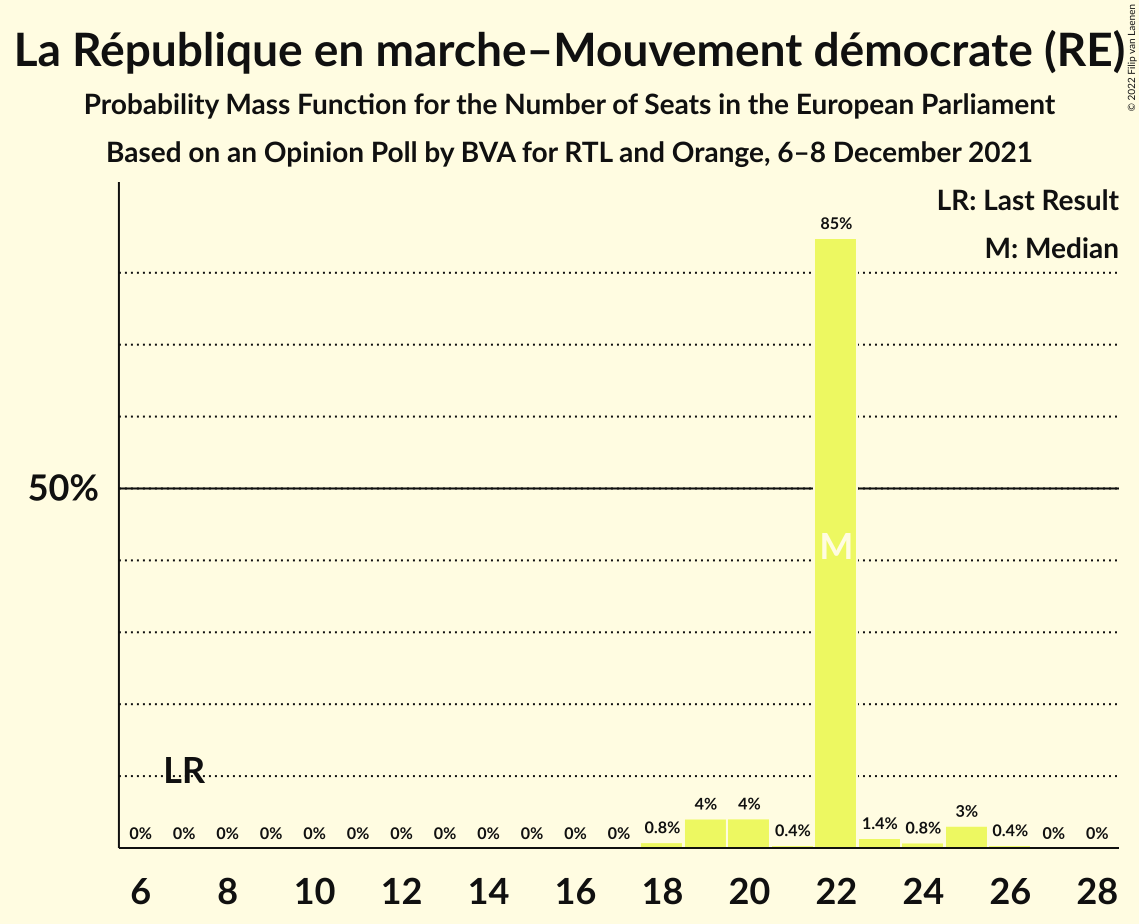 La République en marche–Mouvement démocrate (RE)
© 2022 Filip van Laenen
Probability Mass Function for the Number of Seats in the European Parliament
Based on an Opinion Poll by BVA for RTL and Orange, 6–8 December 2021
LR: Last Result
M: Median
85%
50%
M
LR
0% 0% 0% 0% 0% 0% 0% 0% 0% 0% 0% 0% 0.8% 4% 4% 0.4% 1.4% 0.8% 3% 0.4% 0% 0%
6 8 10 12 14 16 18 20 22 24 26 28